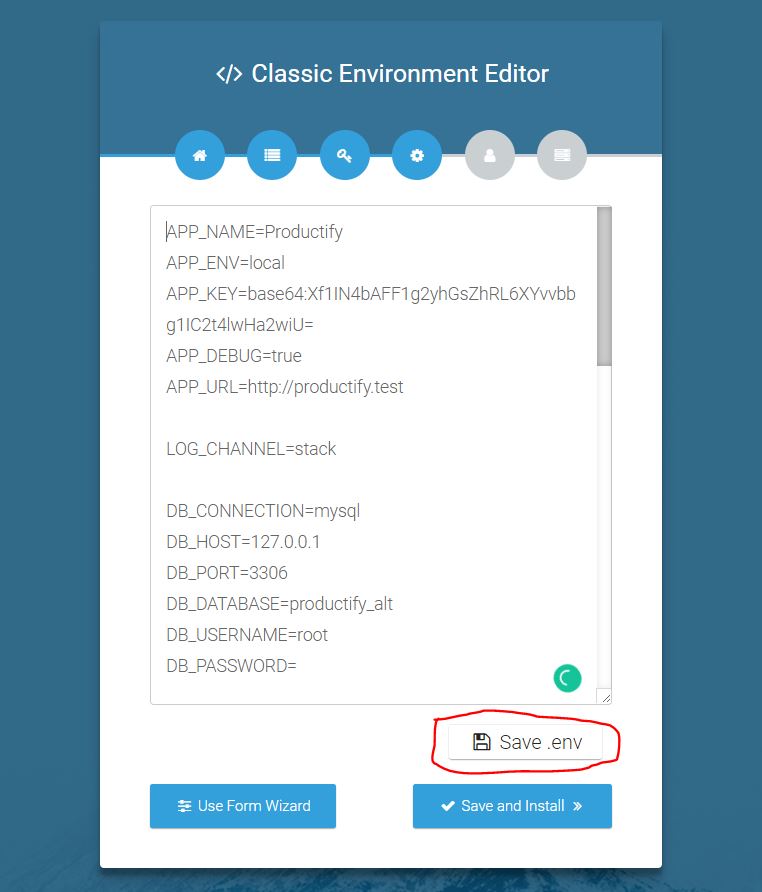 </> Classic Environment Editor
APP_NAME=Productify
APP_ENV=local
APP_KEY=base64:Xf1IN4bAFF1g2yhGsZhRL6XYvvbb
g1IC2t4lwHa2wiU=
APP_DEBUG=true
APP_URL=http://productify.test
LOG_CHANNEL=stack
DB_CONNECTION=mysql
DB_HOST=127.0.0.1
DB_PORT=3306
DB_DATABASE=productify_alt
DB_USERNAME=root
DB_PASSWORD=
Save .env
Use Form Wizard
Save and Install »